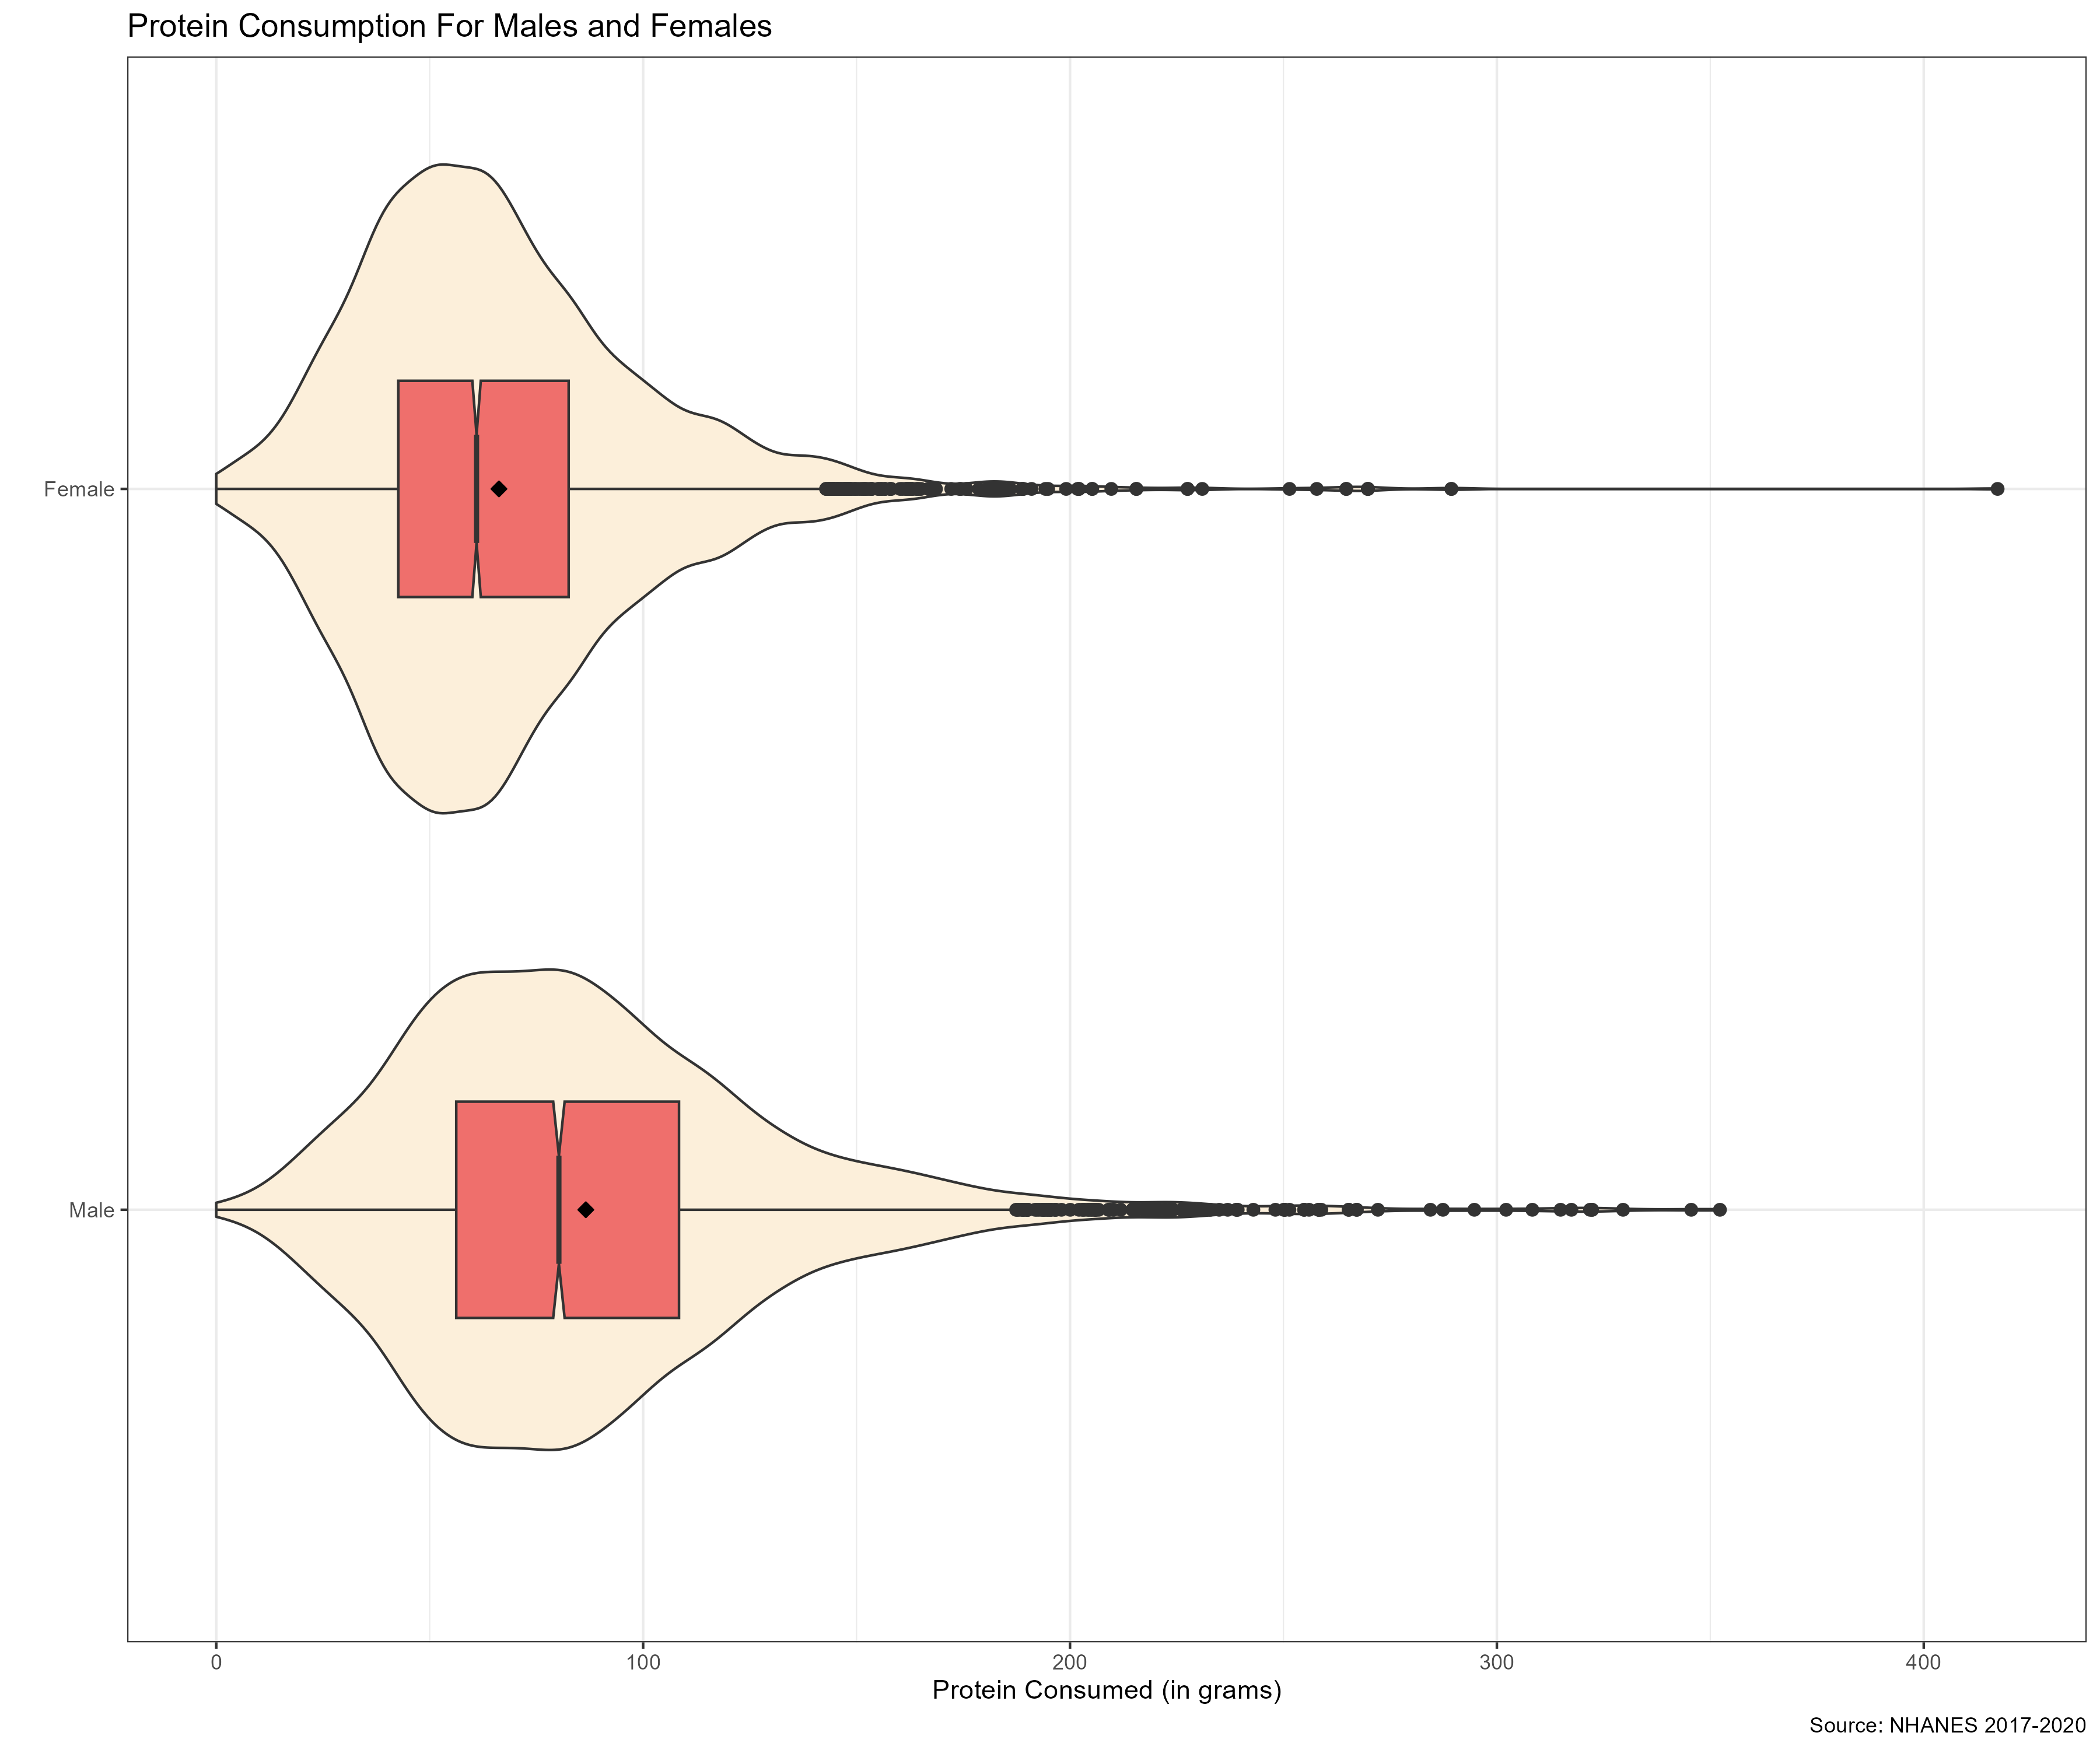 Protein Consumption For Males and Females
Female
Male
0 100 200 300 400
Protein Consumed (in grams)
Source: NHANES 2017-2020